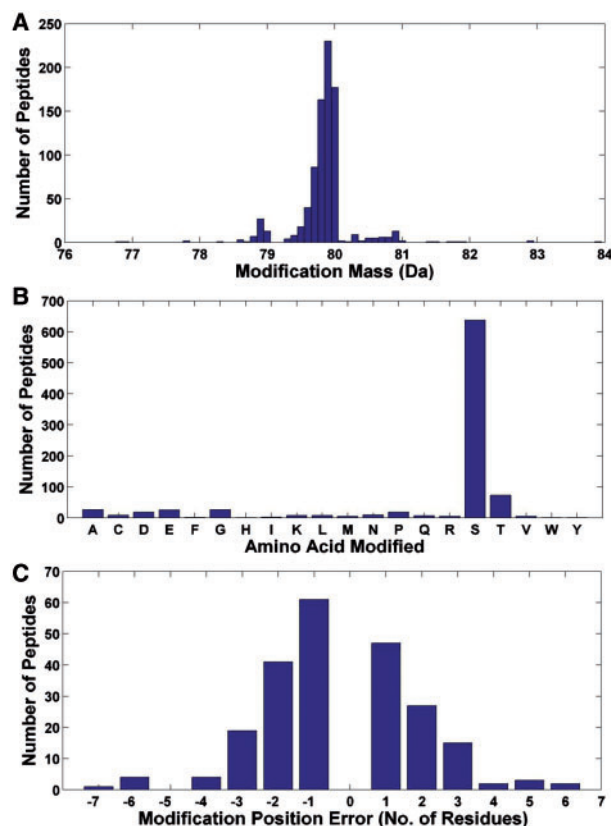 A
250
200
150
100
50
0
Number of Peptides
76 77 78 79 80 81 82 83 84
Modification Mass (Da)
B
700
600
500
400
300
200
100
0
Number of Peptides
A C D E F G H I K L M N P Q R S T V W Y
Amino Acid Modified
C
70
60
50
40
30
20
10
0
Number of Peptides
-7 -6 -5 -4 -3 -2 -1 0 1 2 3 4 5 6 7
Modification Position Error (No. of Residues)